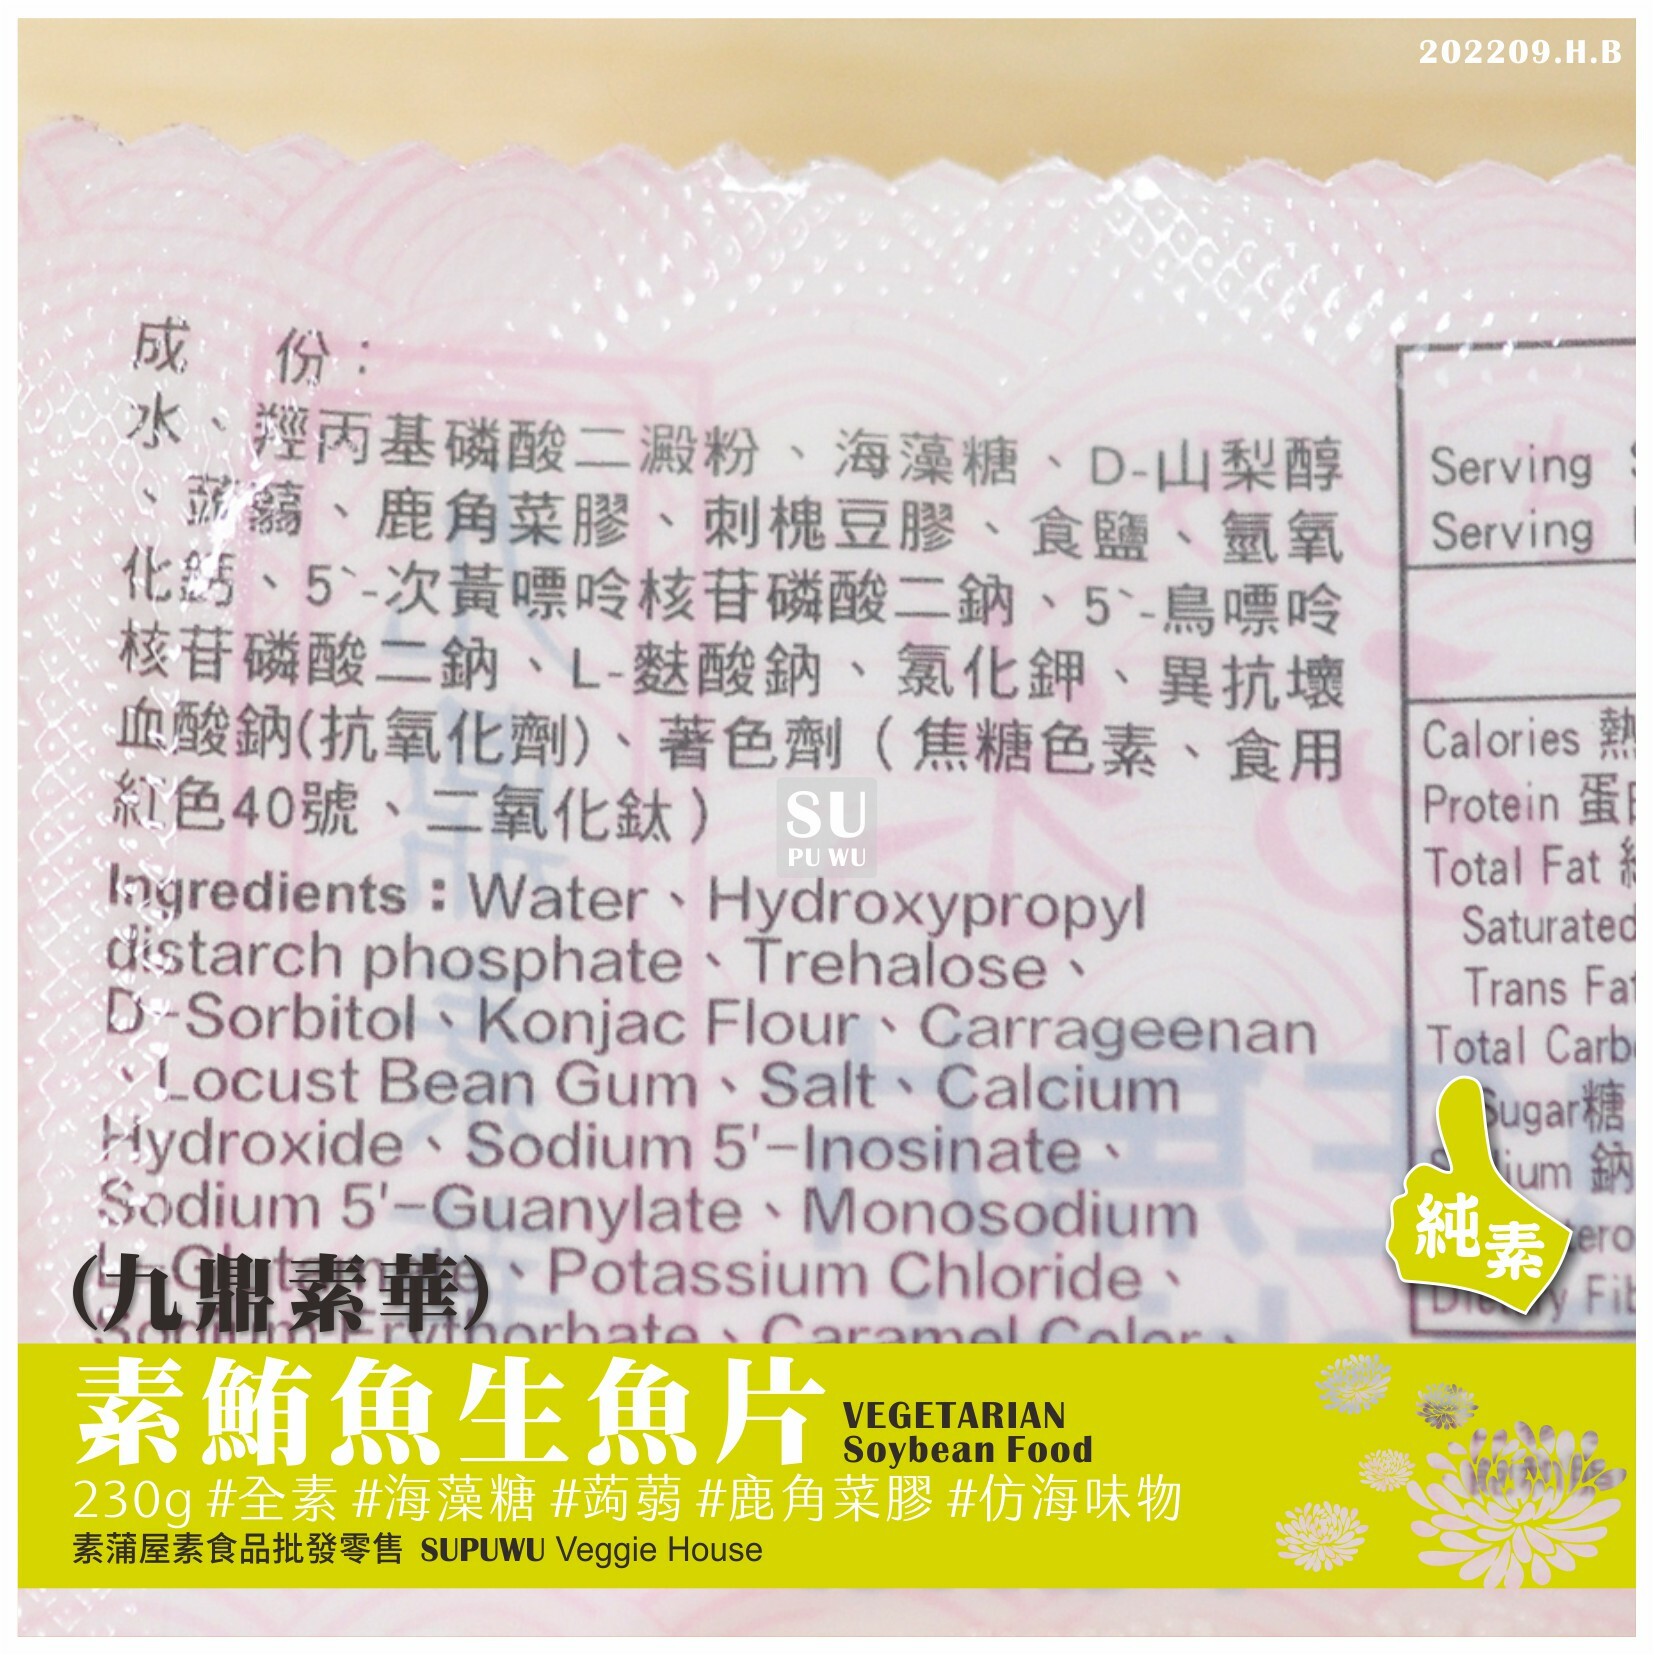 202209.H.B
成 份：
水、羥丙基磷酸二澱粉、海藻糖、D-山梨醇
、蒟蒻、鹿角菜膠、刺槐豆膠、食鹽、氫氧
化鈣、5`-次黃嘌呤核苷磷酸二鈉、5`-鳥嘌呤
核苷磷酸二鈉、L-麩酸鈉、氯化鉀、異抗壞
血酸鈉(抗氧化劑)、著色劑（焦糖色素、食用
紅色40號、二氧化鈦）
Ingredients：Water、Hydroxypropyl
distarch phosphate、Trehalose、
D-Sorbitol、Konjac Flour、Carrageenan
、Locust Bean Gum、Salt、Calcium
Hydroxide、Sodium 5'-Inosinate、
Sodium 5'-Guanylate、Monosodium
、Potassium Chloride、
Erythorbate、Caramel Color、
Serving
Serving
Calories 熱
Protein 蛋
Total Fat
Saturated
Trans Fat
Total Carb
Sugar糖
鈉
SU
PU WU
純素
(九鼎素華)
素鮪魚生魚片 VEGETARIAN
Soybean Food
230g #全素 #海藻糖 #蒟蒻 #鹿角菜膠 #仿海味物
素蒲屋素食品批發零售 SUPUWU Veggie House